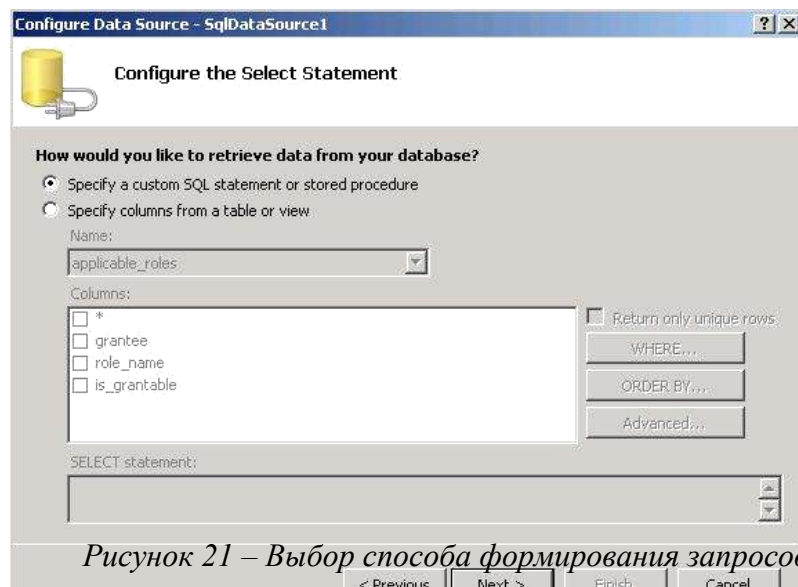 Configure Data Source - SqlDataSource1
Configure the Select Statement
How would you like to retrieve data from your database?
Specify a custom SQL statement or stored procedure
Specify columns from a table or view
Name:
applicable_roles
Columns:
*
grantee
role_name
is_grantable
Return only unique rows
WHERE...
ORDER BY...
Advanced...
SELECT statement:
Рисунок 21 – Выбор способа формирования запросов
< Previous Next > Finish Cancel